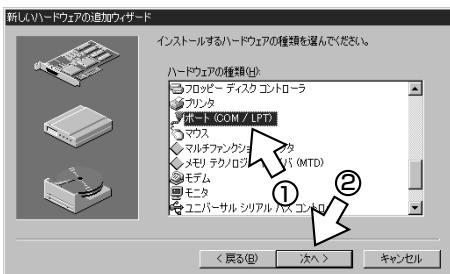 新しいハードウェアの追加ウィザード
インストールするハードウェアの種類を選んでください。
ハードウェアの種類(H):
フロッピー ディスク コントローラ
プリンタ
ポート (COM / LPT)
マウス
マルチファンクショ タ
メモリ テクノロジ バ (MTD)
モデム
モニタ
ユニバーサル シリアル バス コントロ
①
②
< 戻る(B)
次へ >
キャンセル